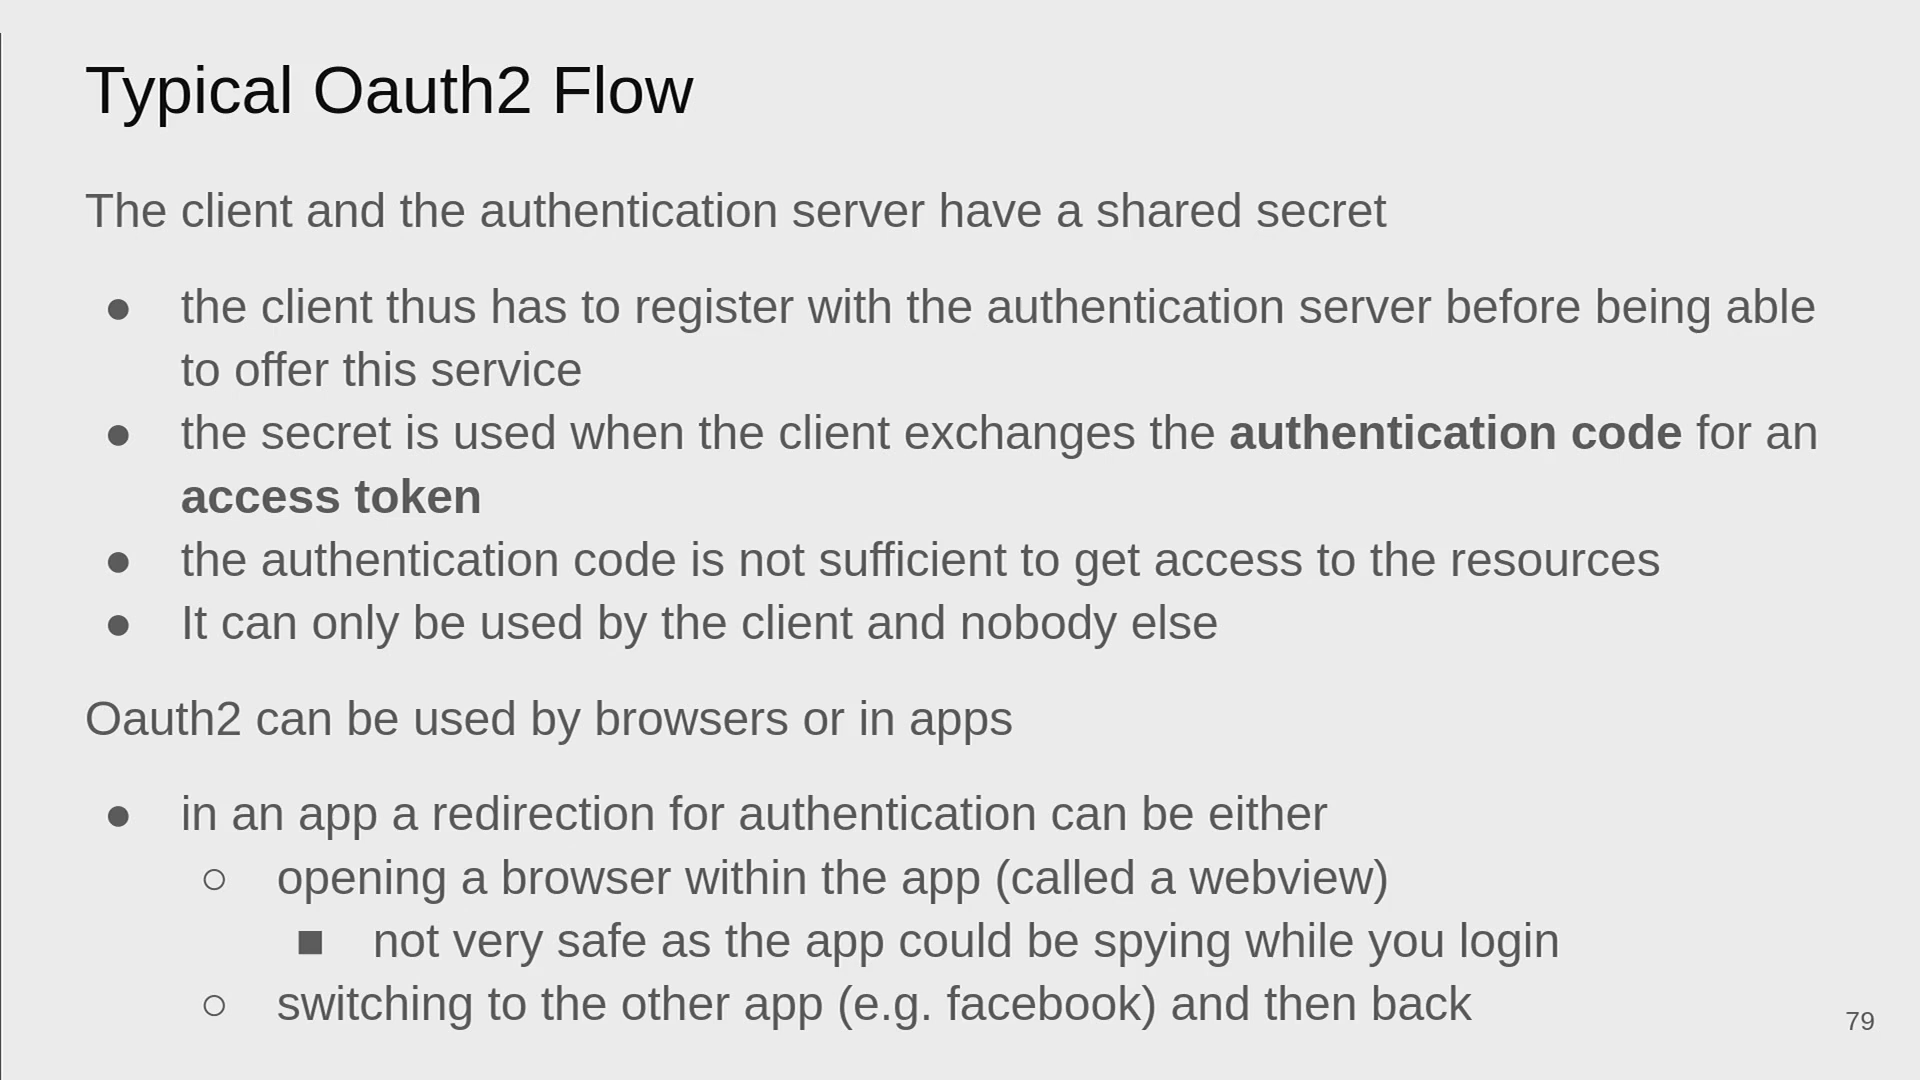 Typical Oauth2 Flow
The client and the authentication server have a shared secret
● the client thus has to register with the authentication server before being able
to offer this service
● the secret is used when the client exchanges the authentication code for an
access token
● the authentication code is not sufficient to get access to the resources
● It can only be used by the client and nobody else
Oauth2 can be used by browsers or in apps
● in an app a redirection for authentication can be either
○ opening a browser within the app (called a webview)
■ not very safe as the app could be spying while you login
○ switching to the other app (e.g. facebook) and then back
79